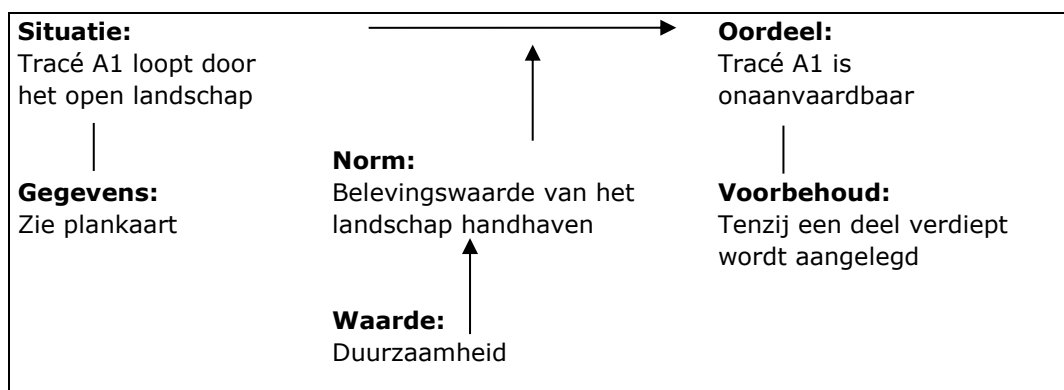 Situatie:
Tracé A1 loopt door
het open landschap
Oordeel:
Tracé A1 is
onaanvaardbaar
Norm:
Belevingswaarde van het
landschap handhaven
Gegevens:
Zie plankaart
Voorbehoud:
Tenzij een deel verdiept
wordt aangelegd
Waarde:
Duurzaamheid